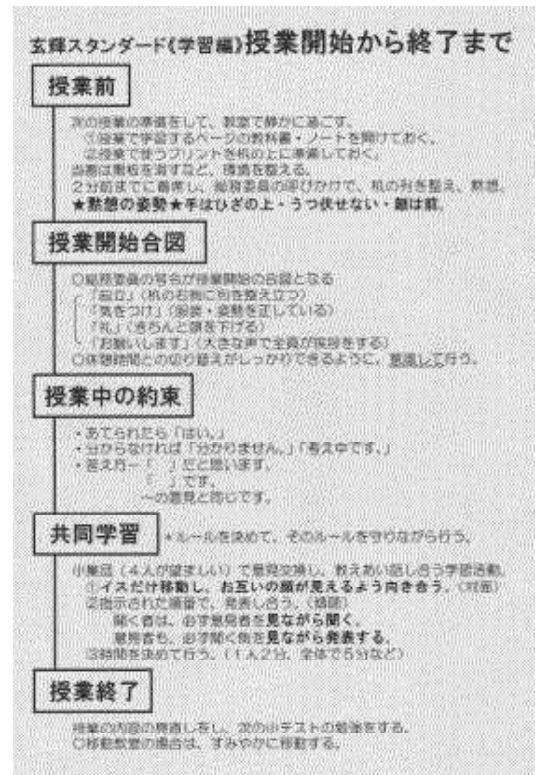 玄輝スタンダード《学習編》授業開始から終了まで
授業前
次の授業の準備をして、教室で静かに過ごす。
①授業で学習するページの教科書・ノートを開けておく。
②授業で使うプリントを机の上に準備しておく。
当番は黒板を消すなど、環境を整える。
2分前までに着席し、総務委員の呼びかけで、机の列を整え、黙想。
★黙想の姿勢★手はひざの上・うつ伏せない・顔は前。
授業開始合図
○総務委員の号令が授業開始の合図となる
「起立」(机の右側に向き整え立つ)
「気をつけ」(服装・姿勢を正している)
「礼」(きちんと頭を下げる)
「お願いします」(大きな声で全員が挨拶をする)
○休憩時間との切り替えがしっかりできるように、意識して行う。
授業中の約束
・あてられたら「はい。」
・分からなければ「分かりません。」「考え中です。」
・答え方ー「　」だと思います。
「　」です。
〜の意見と同じです。
共同学習 *ルールを決めて、そのルールを守りながら行う。
小集団(4人が望ましい)で意見交換し、教えあい話し合う学習活動。
①イスだけ移動し、お互いの顔が見えるよう向き合う。(対面)
②指示された順番で、発表し合う。
聞く者は、必ず発言者を見ながら聞く。
発言者も、必ず聞く側を見ながら発表する。
③時間を決めて行う。(1人2分、全体で5分など)
授業終了
授業の内容の見直しをし、次の小テストの勉強をする。
○移動教室の場合は、すみやかに移動する。